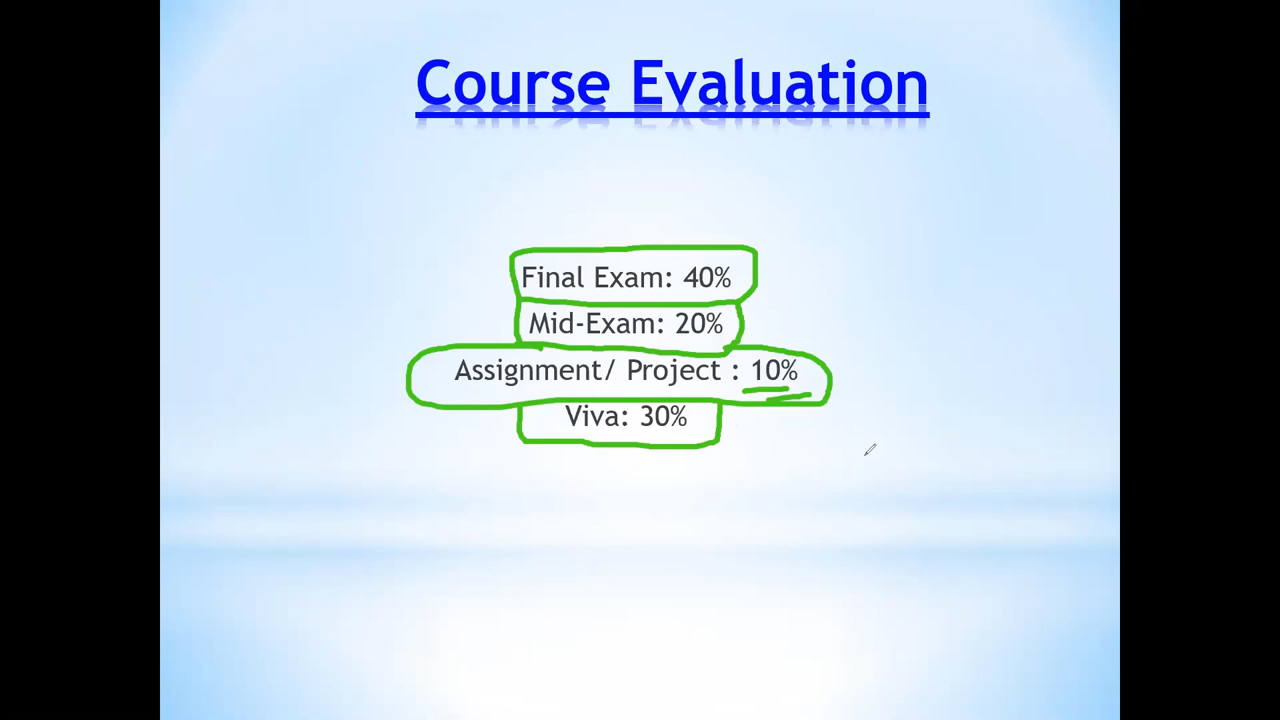 Course Evaluation
Final Exam: 40%
Mid-Exam: 20%
Assignment/ Project : 10%
Viva: 30%